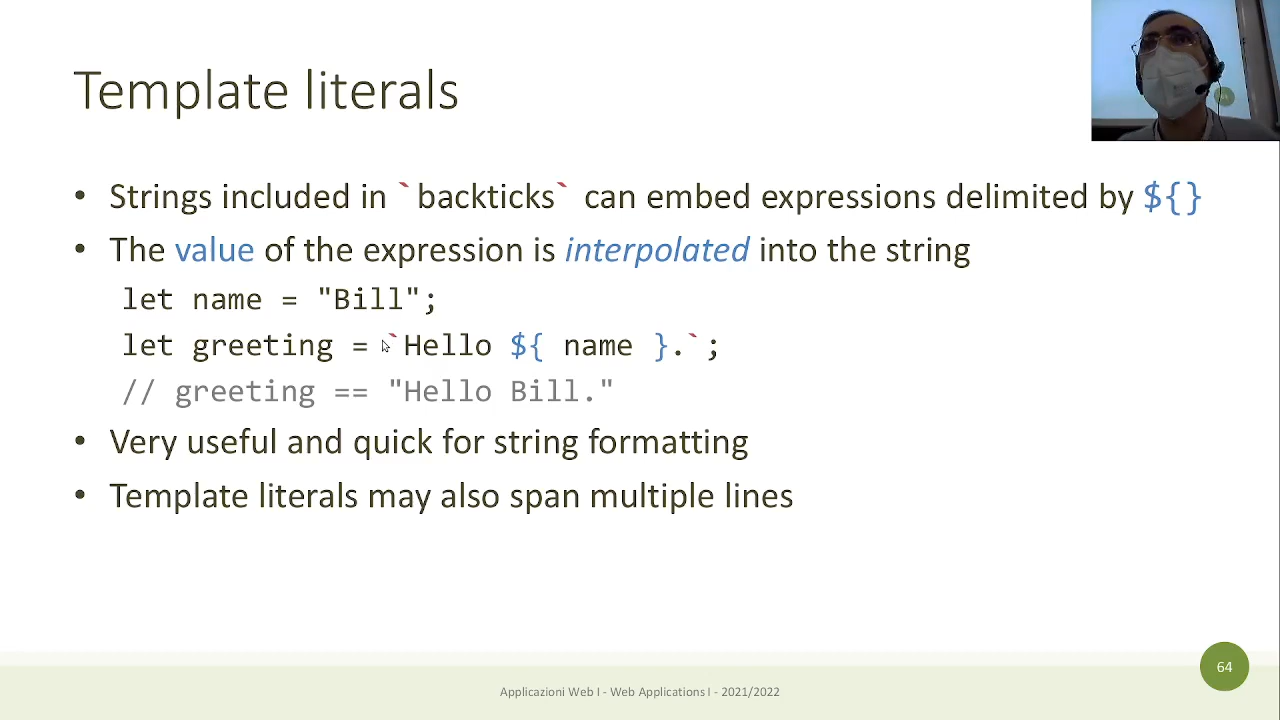 Template literals
• Strings included in `backticks` can embed expressions delimited by ${}
• The value of the expression is interpolated into the string
let name = "Bill";
let greeting = `Hello ${ name }.`;
// greeting == "Hello Bill."
• Very useful and quick for string formatting
• Template literals may also span multiple lines
64
Applicazioni Web I - Web Applications I - 2021/2022